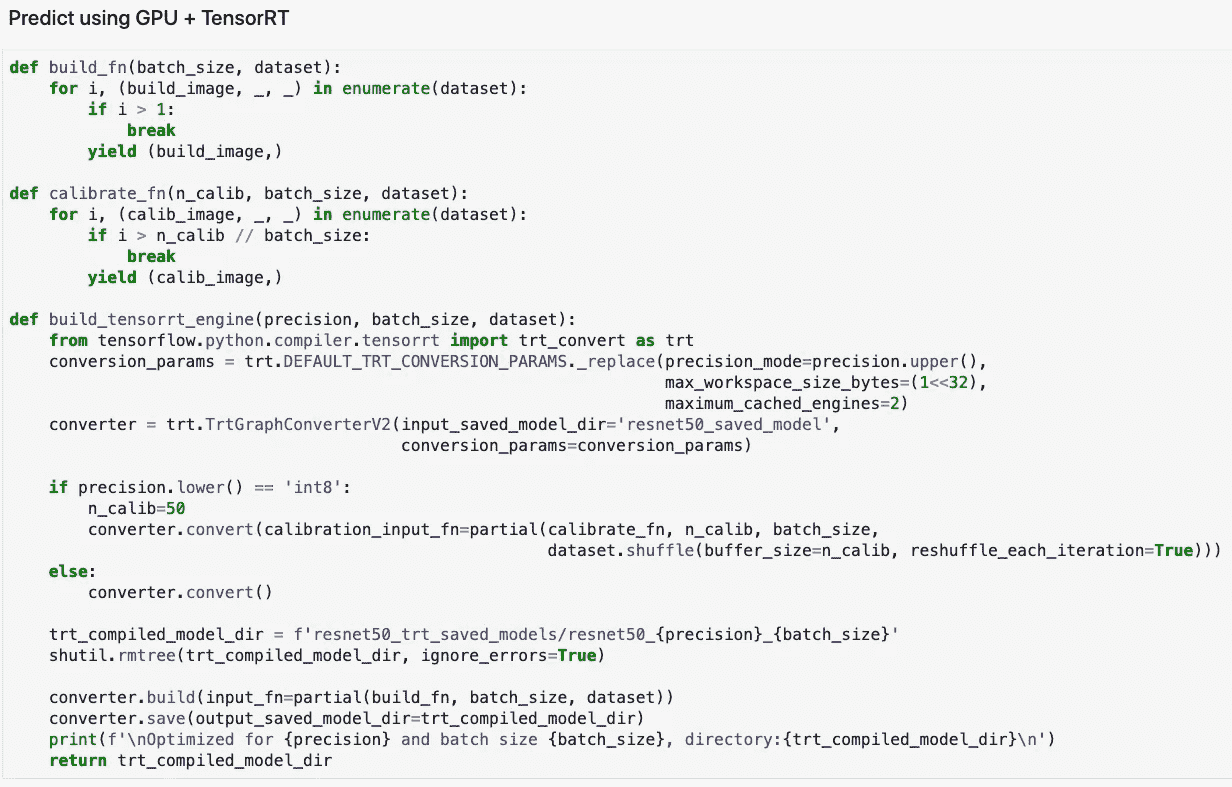 Predict using GPU + TensorRT
def build_fn(batch_size, dataset):
    for i, (build_image, _, _) in enumerate(dataset):
        if i > 1:
            break
        yield (build_image,)

def calibrate_fn(n_calib, batch_size, dataset):
    for i, (calib_image, _, _) in enumerate(dataset):
        if i > n_calib // batch_size:
            break
        yield (calib_image,)

def build_tensorrt_engine(precision, batch_size, dataset):
    from tensorflow.python.compiler.tensorrt import trt_convert as trt
    conversion_params = trt.DEFAULT_TRT_CONVERSION_PARAMS._replace(precision_mode=precision.upper(),
                                                                   max_workspace_size_bytes=(1<<32),
                                                                   maximum_cached_engines=2)
    converter = trt.TrtGraphConverterV2(input_saved_model_dir='resnet50_saved_model',
                                        conversion_params=conversion_params)

    if precision.lower() == 'int8':
        n_calib=50
        converter.convert(calibration_input_fn=partial(calibrate_fn, n_calib, batch_size,
                                                       dataset.shuffle(buffer_size=n_calib, reshuffle_each_iteration=True)))
    else:
        converter.convert()

    trt_compiled_model_dir = f'resnet50_trt_saved_models/resnet50_{precision}_{batch_size}'
    shutil.rmtree(trt_compiled_model_dir, ignore_errors=True)

    converter.build(input_fn=partial(build_fn, batch_size, dataset))
    converter.save(output_saved_model_dir=trt_compiled_model_dir)
    print(f'\nOptimized for {precision} and batch size {batch_size}, directory:{trt_compiled_model_dir}\n')
    return trt_compiled_model_dir